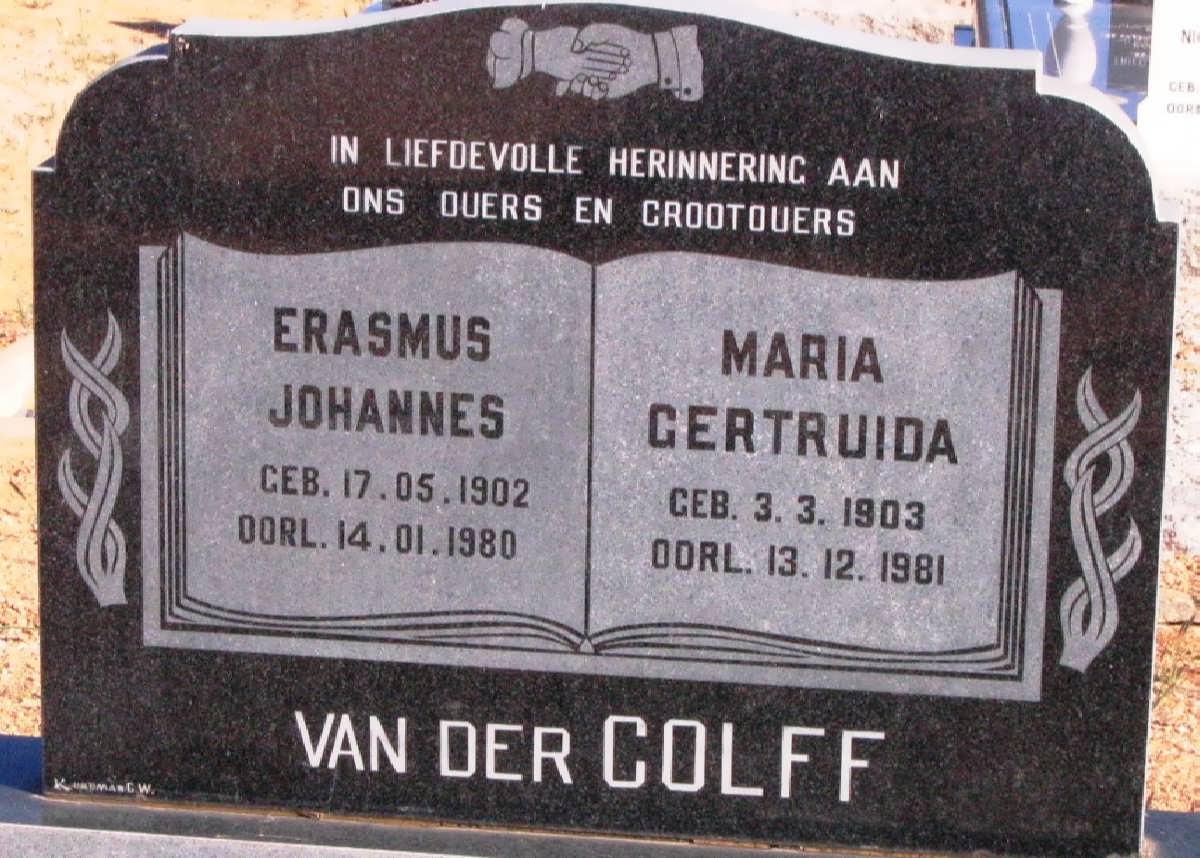 IN LIEFDEVOLLE HERINNERING AAN
ONS OUERS EN GROOTOUERS
ERASMUS
JOHANNES
GEB. 17.05.1902
OORL. 14.01.1980
MARIA
GERTRUIDA
GEB. 3.3.1903
OORL. 13.12.1981
VAN DER COLFF